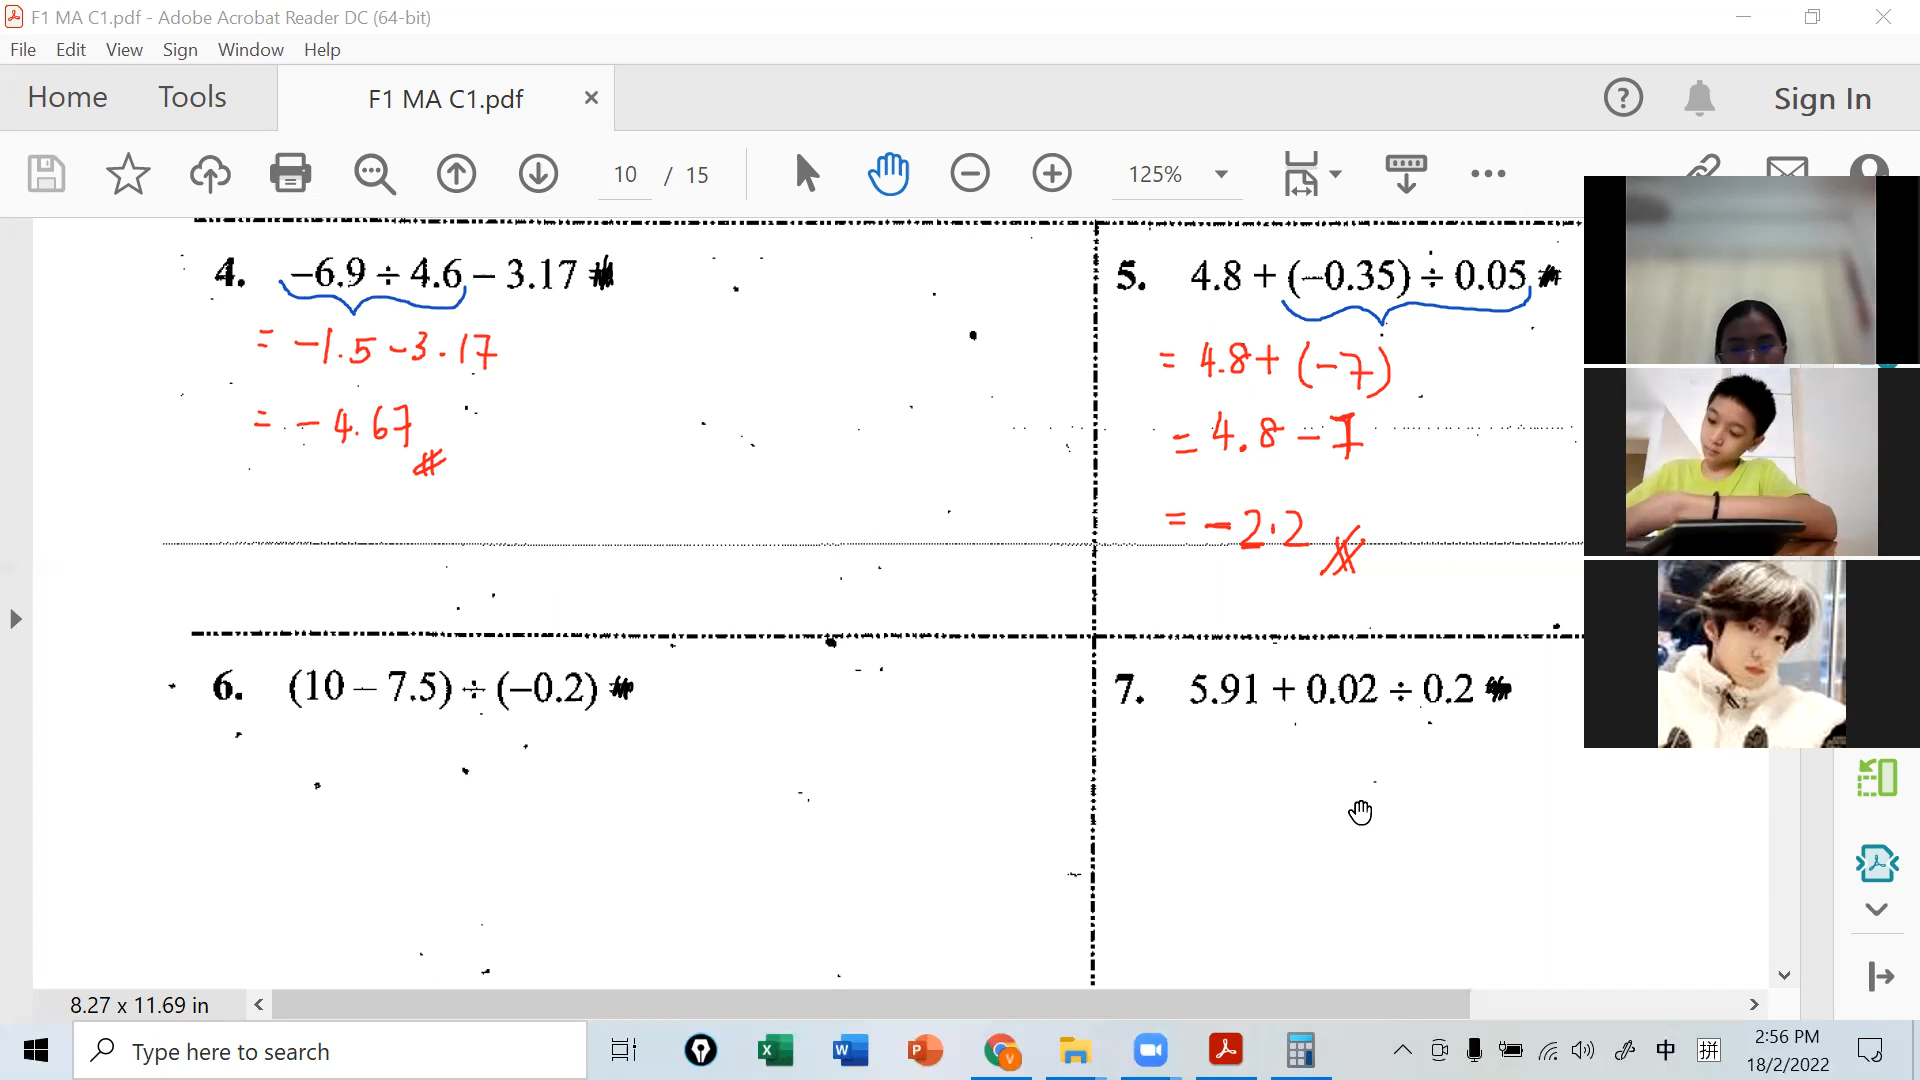 F1 MA C1.pdf - Adobe Acrobat Reader DC (64-bit)
File Edit View Sign Window Help
Home Tools F1 MA C1.pdf × Sign In
10 / 15 125%
4. −6.9 ÷ 4.6 − 3.17
= −1.5 −3.17
= −4.67
5. 4.8 + (−0.35) ÷ 0.05
= 4.8 + (−7)
= 4.8 − 7
= −2.2
6. (10 − 7.5) ÷ (−0.2)
7. 5.91 + 0.02 ÷ 0.2
8.27 x 11.69 in
Type here to search
中 拼
2:56 PM
18/2/2022